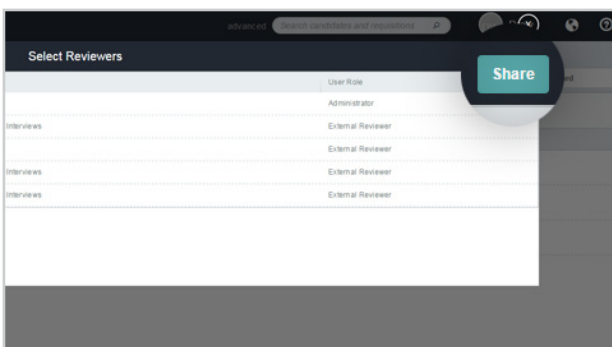 advanced Search candidates and requisitions
Select Reviewers
Share
User Role
Administrator
Interviews External Reviewer
External Reviewer
Interviews External Reviewer
Interviews External Reviewer